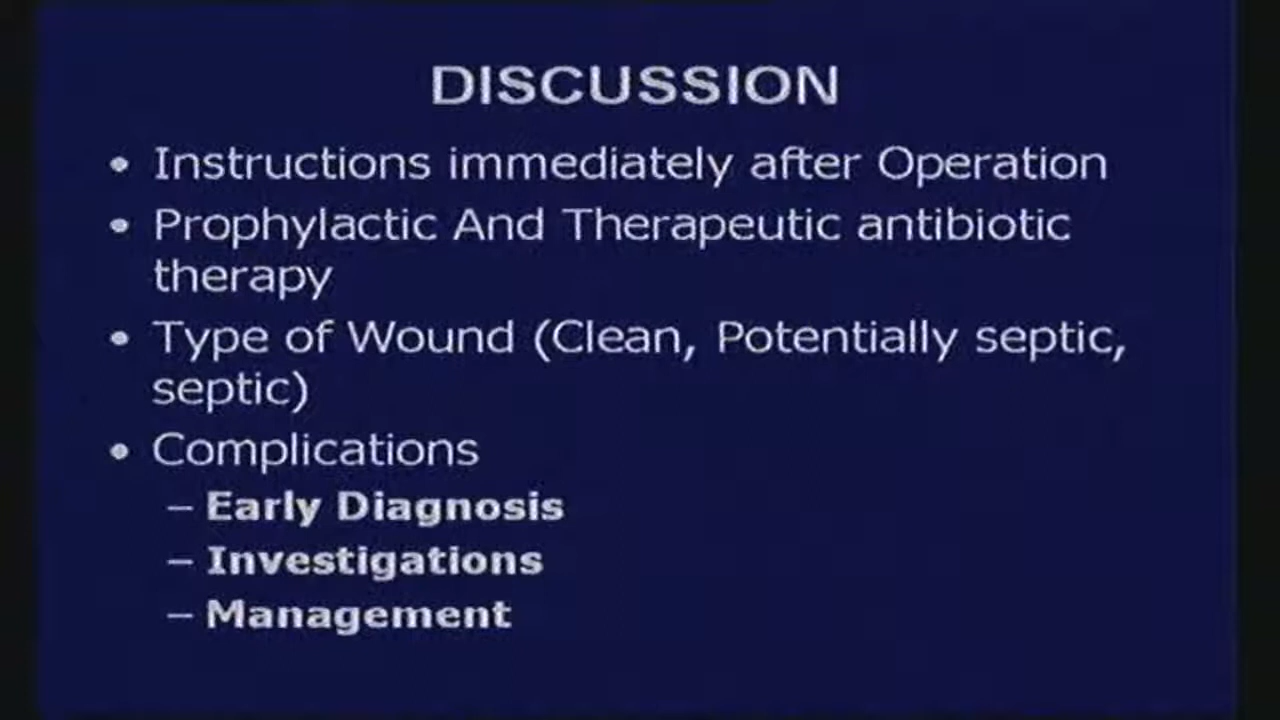 DISCUSSION
• Instructions immediately after Operation
• Prophylactic And Therapeutic antibiotic
therapy
• Type of Wound (Clean, Potentially septic,
septic)
• Complications
– Early Diagnosis
– Investigations
– Management